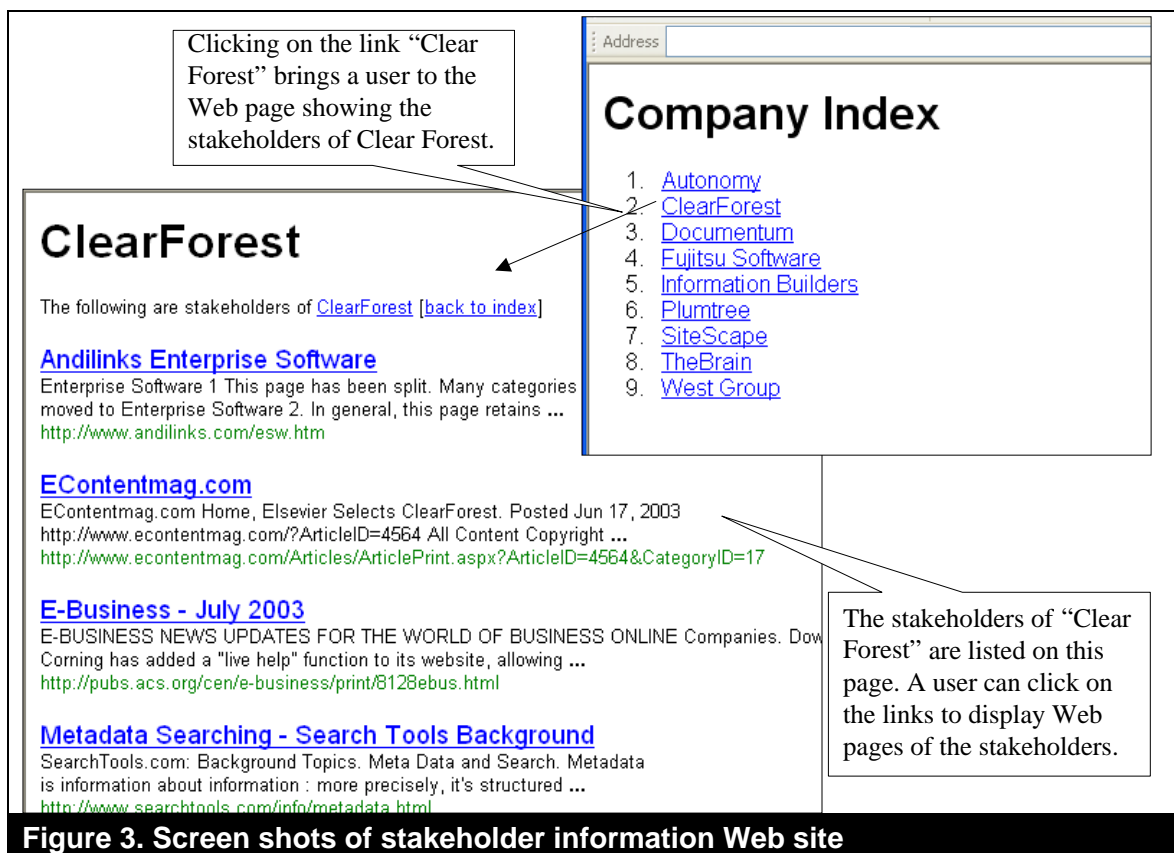 Clicking on the link “Clear
Forest” brings a user to the
Web page showing the
stakeholders of Clear Forest.
Address
Company Index
1. Autonomy
2. ClearForest
3. Documentum
4. Fujitsu Software
5. Information Builders
6. Plumtree
7. SiteScape
8. TheBrain
9. West Group
ClearForest
The following are stakeholders of ClearForest [back to index]
Andilinks Enterprise Software
Enterprise Software 1 This page has been split. Many categories
moved to Enterprise Software 2. In general, this page retains ...
http://www.andilinks.com/esw.htm
EContentmag.com
EContentmag.com Home, Elsevier Selects ClearForest. Posted Jun 17, 2003
http://www.econtentmag.com/?ArticleID=4564 All Content Copyright ...
http://www.econtentmag.com/Articles/ArticlePrint.aspx?ArticleID=4564&CategoryID=17
E-Business - July 2003
E-BUSINESS NEWS UPDATES FOR THE WORLD OF BUSINESS ONLINE Companies. Dow
Corning has added a "live help" function to its website, allowing ...
http://pubs.acs.org/cen/e-business/print/8128ebus.html
Metadata Searching - Search Tools Background
SearchTools.com: Background Topics. Meta Data and Search. Metadata
is information about information : more precisely, it's structured ...
http://www.searchtools.com/info/metadata.html
The stakeholders of “Clear
Forest” are listed on this
page. A user can click on
the links to display Web
pages of the stakeholders.
Figure 3. Screen shots of stakeholder information Web site